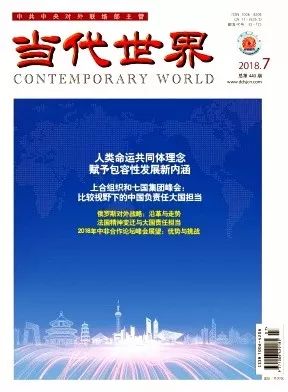 中共中央对外联络部主管
当代世界
CONTEMPORARY WORLD
2018.7
www.dcsjcn.com
人类命运共同体理念
赋予包容性发展新内涵
上合组织和七国集团峰会:
比较视野下的中国负责任大国担当
俄罗斯对外战略:沿革与走势
法国精神变迁与大国责任担当
2018年中非合作论坛峰会展望:优势与挑战